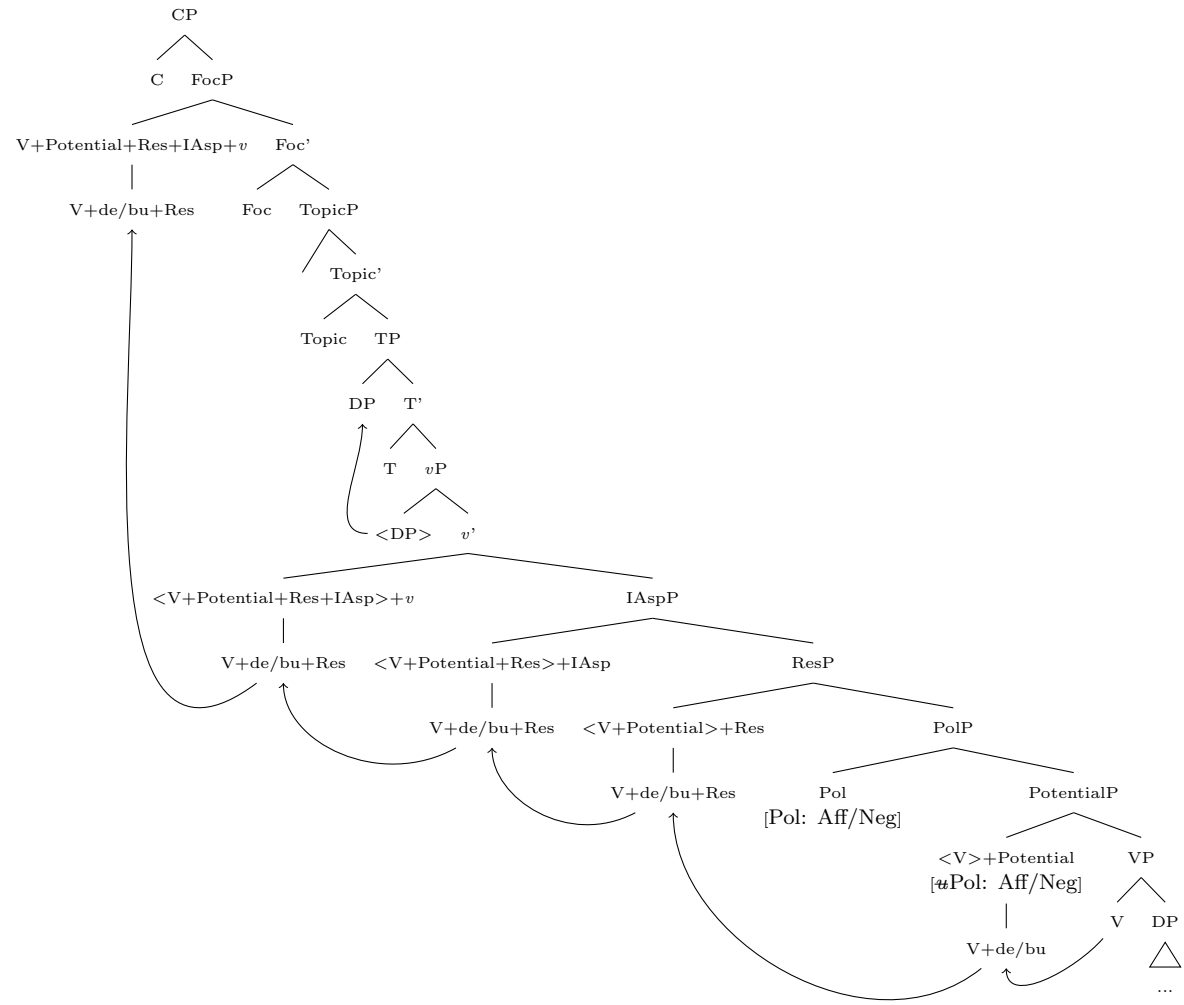 CP
C FocP
V+Potential+Res+IAsp+v Foc'
V+de/bu+Res Foc TopicP
Topic'
Topic TP
DP T'
T vP
<DP> v'
<V+Potential+Res+IAsp>+v IAspP
V+de/bu+Res <V+Potential+Res>+IAsp ResP
V+de/bu+Res <V+Potential>+Res PolP
V+de/bu+Res Pol PotentialP
[Pol: Aff/Neg]
<V>+Potential VP
[uPol: Aff/Neg]
V DP
V+de/bu
...